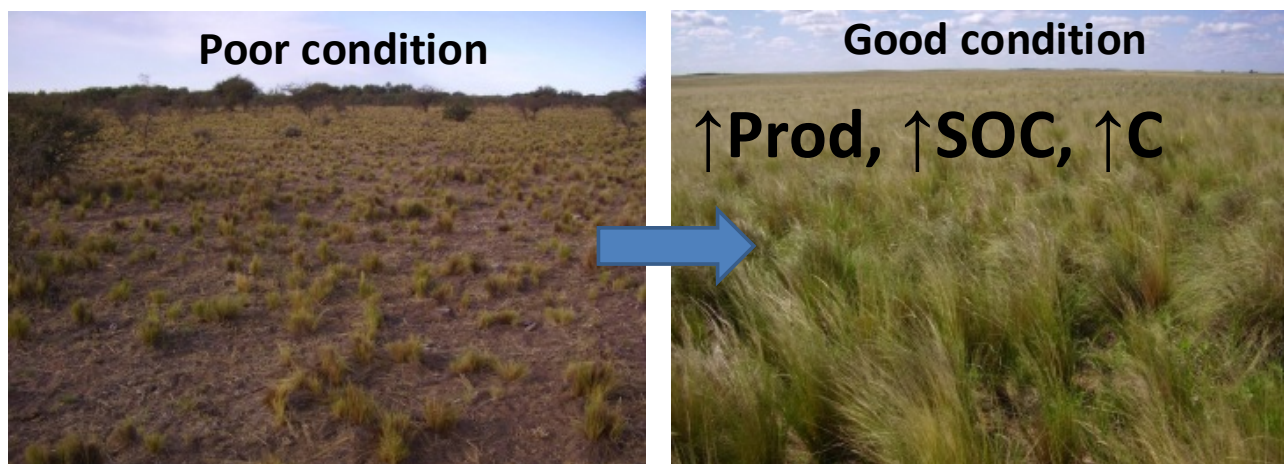 Poor condition
Good condition
↑Prod, ↑SOC, ↑C